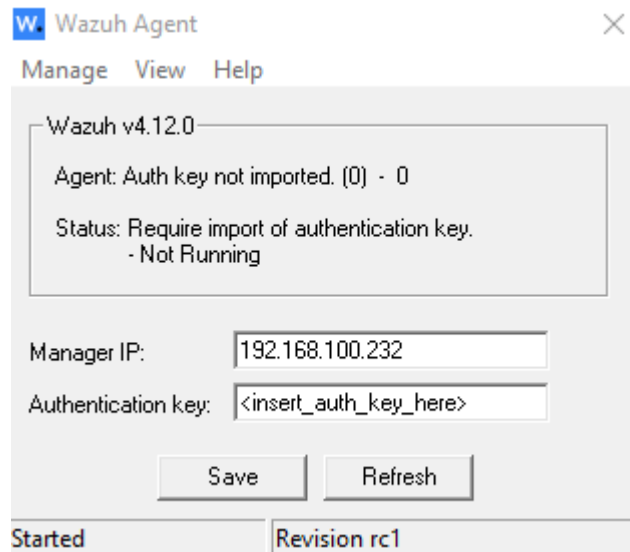 W. Wazuh Agent
Manage View Help
Wazuh v4.12.0
Agent: Auth key not imported. (0) - 0
Status: Require import of authentication key.
- Not Running
Manager IP: 192.168.100.232
Authentication key: <insert_auth_key_here>
Save Refresh
Started Revision rc1